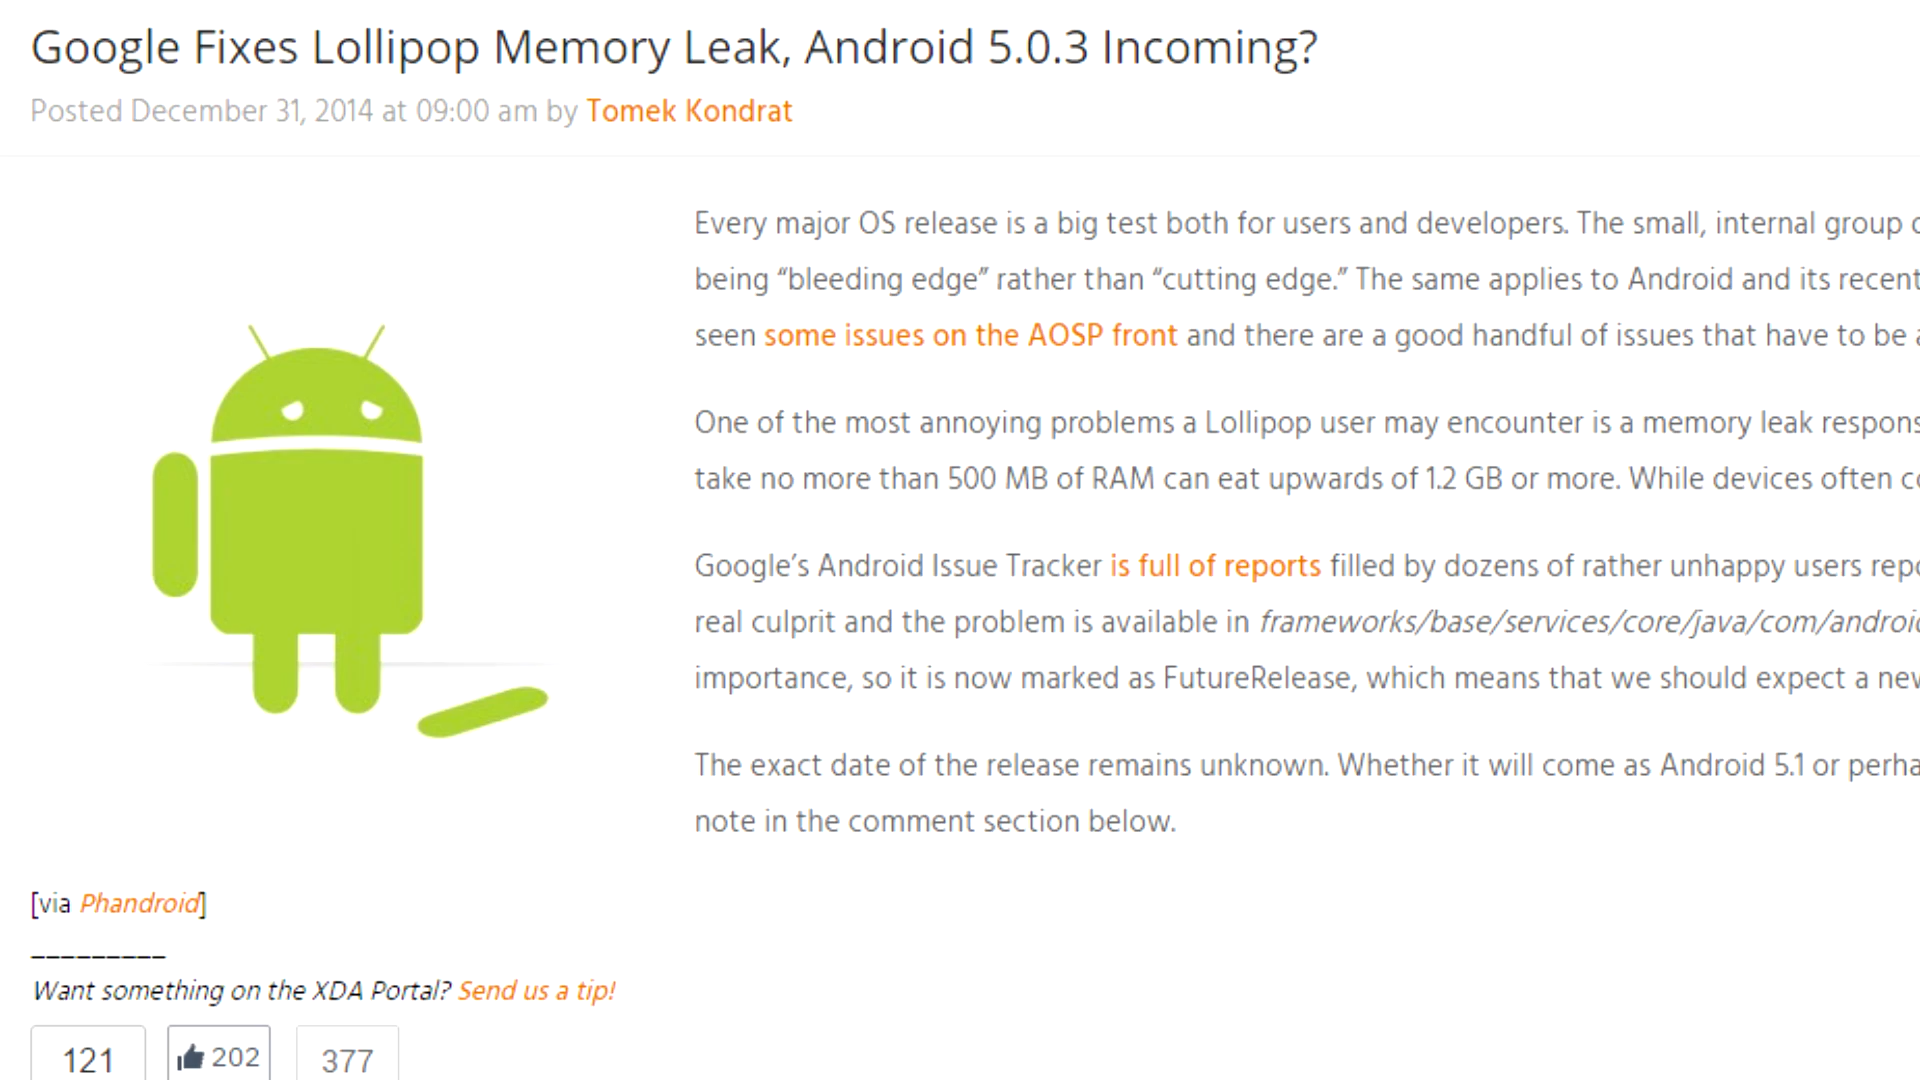 Google Fixes Lollipop Memory Leak, Android 5.0.3 Incoming?
Posted December 31, 2014 at 09:00 am by Tomek Kondrat
Every major OS release is a big test both for users and developers. The small, internal group
being “bleeding edge” rather than “cutting edge.” The same applies to Android and its recent
seen some issues on the AOSP front and there are a good handful of issues that have to be
One of the most annoying problems a Lollipop user may encounter is a memory leak
take no more than 500 MB of RAM can eat upwards of 1.2 GB or more. While devices often
Google’s Android Issue Tracker is full of reports filled by dozens of rather unhappy users
real culprit and the problem is available in frameworks/base/services/core/java/com/
importance, so it is now marked as FutureRelease, which means that we should expect a
The exact date of the release remains unknown. Whether it will come as Android 5.1 or
note in the comment section below.
[via Phandroid]
_________
Want something on the XDA Portal? Send us a tip!
121 202 377